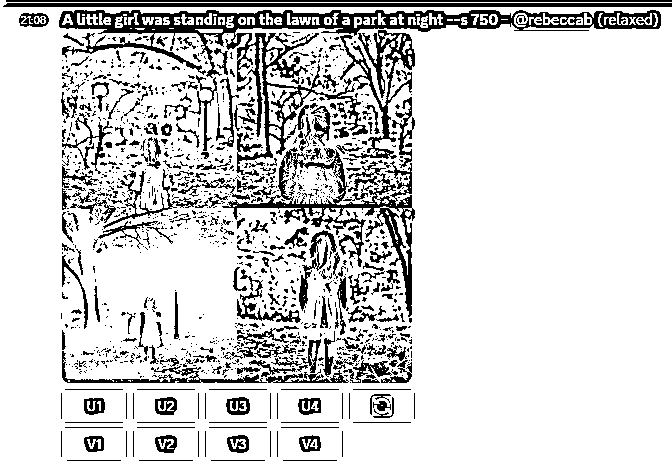 21:08 A little girl was standing on the lawn of a park at night --s 750 - @rebeccab (relaxed)
U1 U2 U3 U4
V1 V2 V3 V4